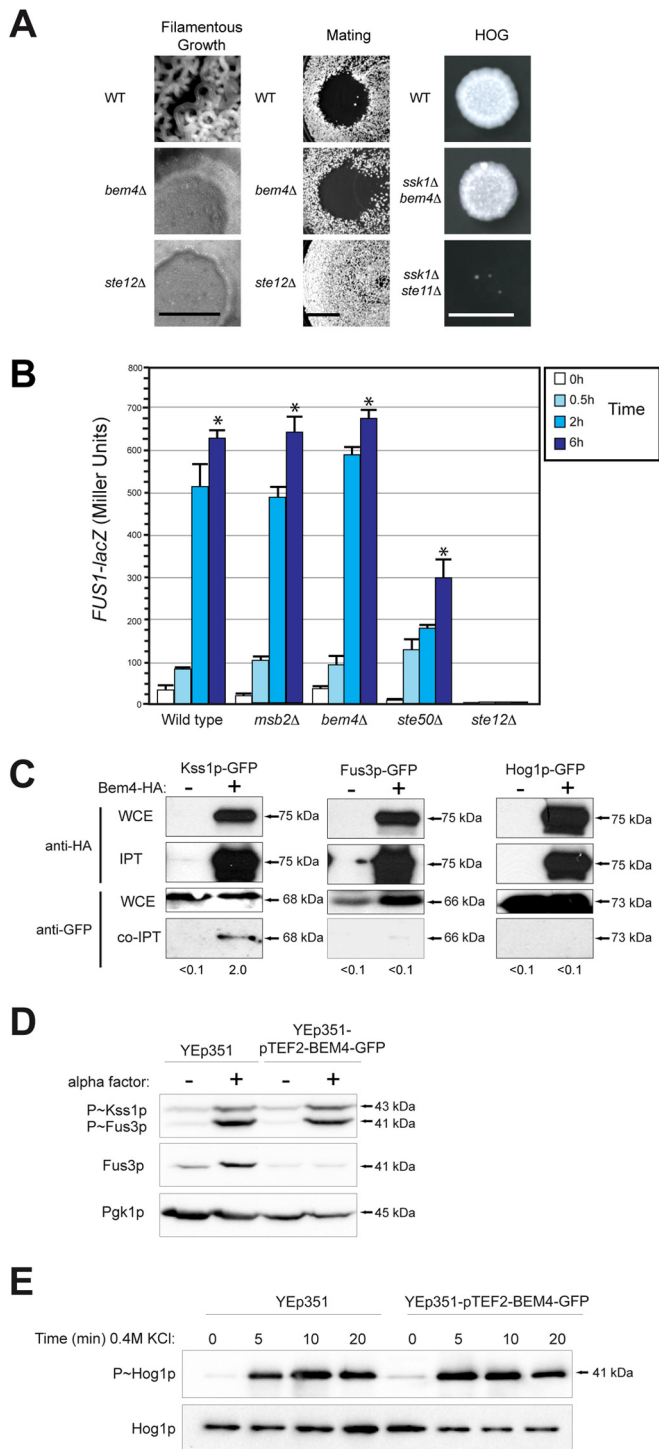 A
Filamentous
Growth
Mating
HOG
WT
WT
WT
bem4Δ
bem4Δ
ssk1Δ
bem4Δ
ste12Δ
ste12Δ
ssk1Δ
ste11Δ
B
FUS1-lacZ (Miller Units)
800
700
600
500
400
300
200
100
0
* * * *
Wild type msb2Δ bem4Δ ste50Δ ste12Δ
0h
0.5h
2h
6h
Time
C
Kss1p-GFP Fus3p-GFP Hog1p-GFP
Bem4-HA: - + - + - +
anti-HA
WCE 75 kDa 75 kDa 75 kDa
IPT 75 kDa 75 kDa 75 kDa
anti-GFP
WCE 68 kDa 66 kDa 73 kDa
co-IPT 68 kDa 66 kDa 73 kDa
<0.1 2.0 <0.1 <0.1 <0.1 <0.1
D
YEp351
YEp351-
pTEF2-BEM4-GFP
alpha factor: - + - +
P~Kss1p 43 kDa
P~Fus3p 41 kDa
Fus3p 41 kDa
Pgk1p 45 kDa
E
YEp351 YEp351-pTEF2-BEM4-GFP
Time (min) 0.4M KCl: 0 5 10 20 0 5 10 20
P~Hog1p 41 kDa
Hog1p